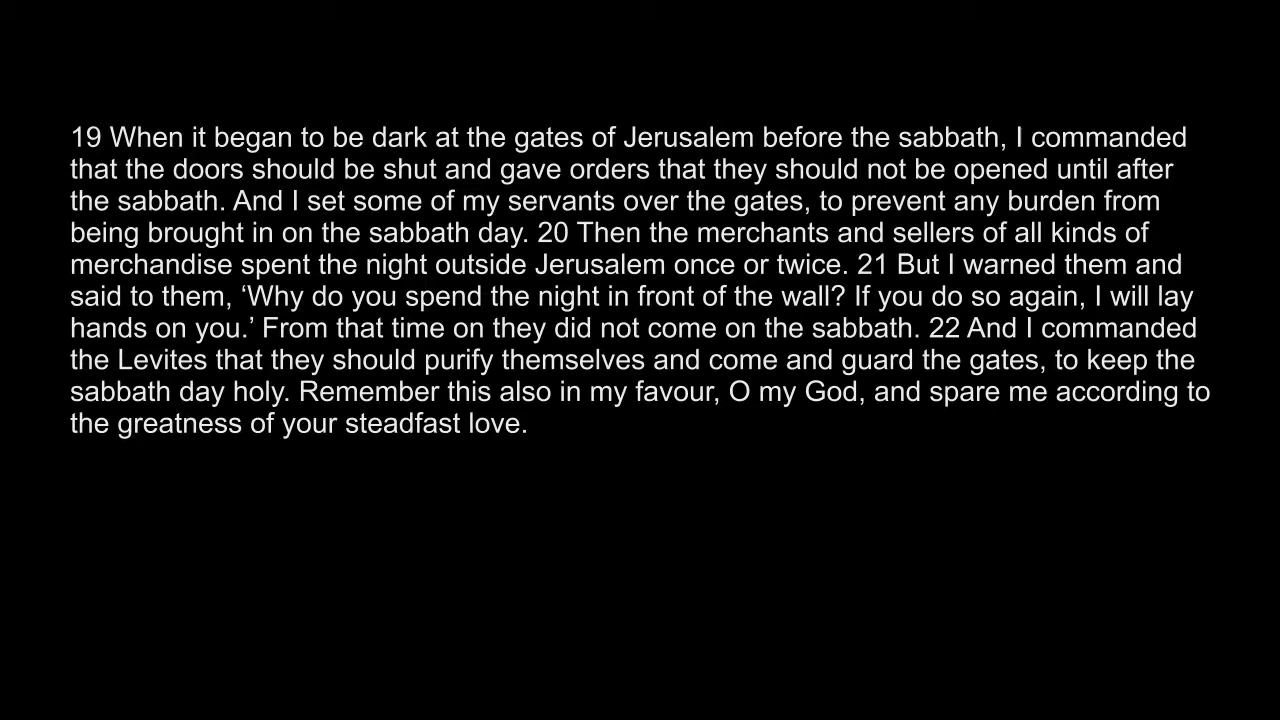 19 When it began to be dark at the gates of Jerusalem before the sabbath, I commanded
that the doors should be shut and gave orders that they should not be opened until after
the sabbath. And I set some of my servants over the gates, to prevent any burden from
being brought in on the sabbath day. 20 Then the merchants and sellers of all kinds of
merchandise spent the night outside Jerusalem once or twice. 21 But I warned them and
said to them, ‘Why do you spend the night in front of the wall? If you do so again, I will lay
hands on you.’ From that time on they did not come on the sabbath. 22 And I commanded
the Levites that they should purify themselves and come and guard the gates, to keep the
sabbath day holy. Remember this also in my favour, O my God, and spare me according to
the greatness of your steadfast love.